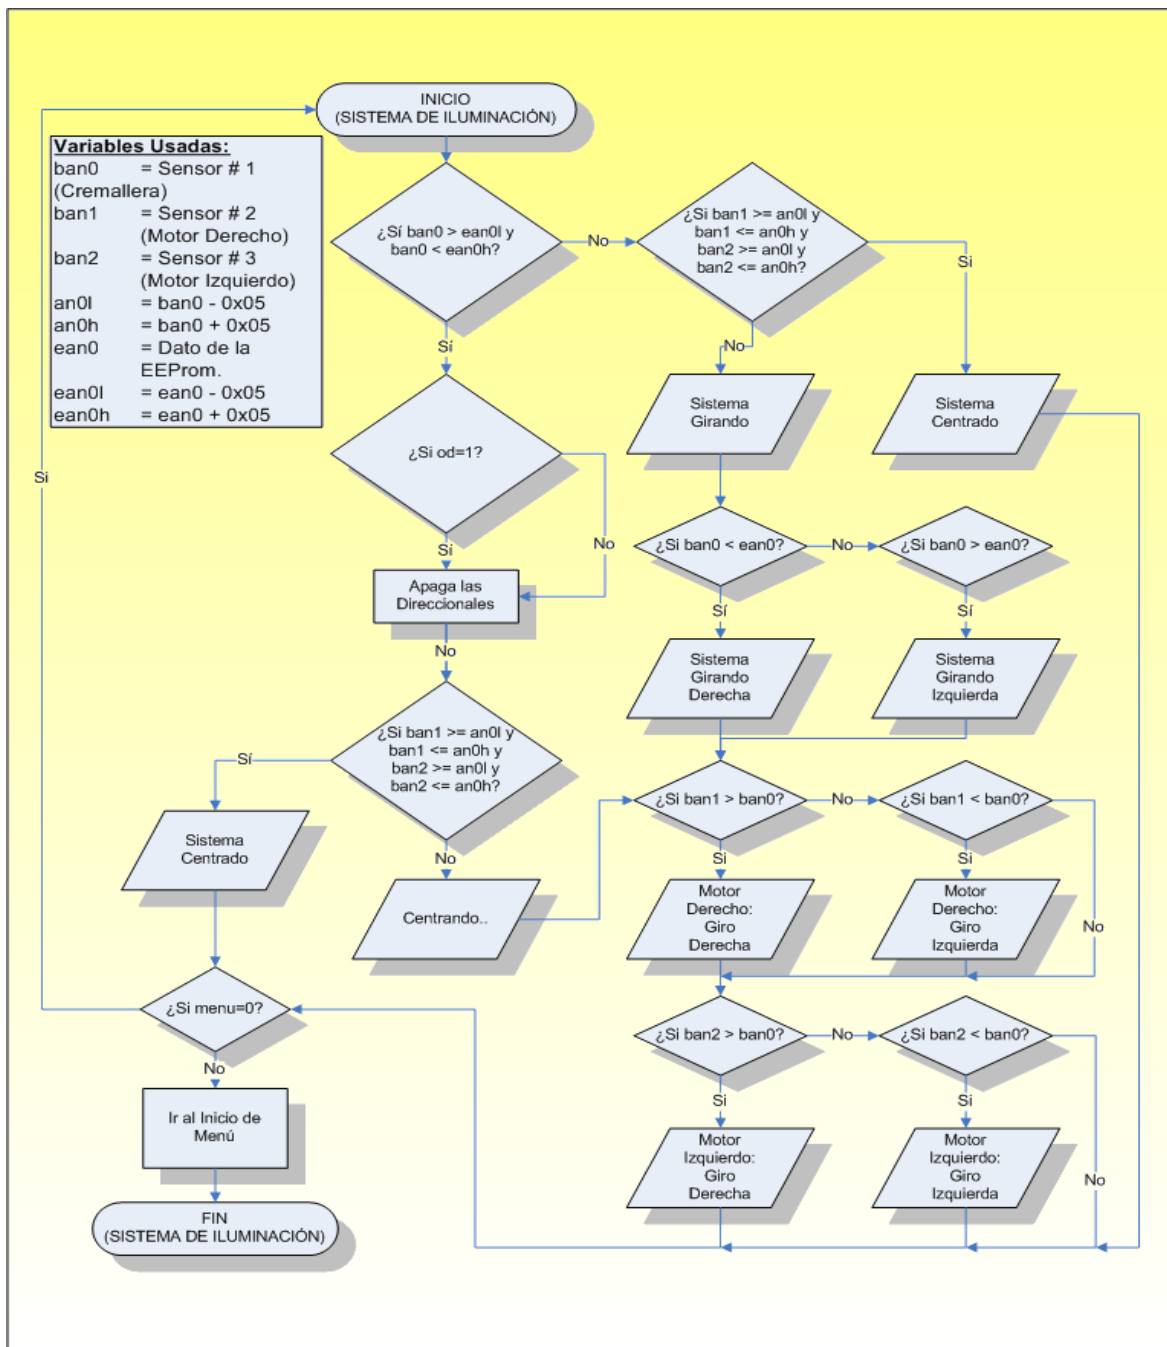 INICIO
(SISTEMA DE ILUMINACIÓN)
Variables Usadas:
ban0 = Sensor # 1
(Cremallera)
ban1 = Sensor # 2
(Motor Derecho)
ban2 = Sensor # 3
(Motor Izquierdo)
an0l = ban0 - 0x05
an0h = ban0 + 0x05
ean0 = Dato de la
EEProm.
ean0l = ean0 - 0x05
ean0h = ean0 + 0x05
¿Sí ban0 > ean0l y
ban0 < ean0h?
No
¿Si ban1 >= an0l y
ban1 <= an0h y
ban2 >= an0l y
ban2 <= an0h?
Si
Sí
No
Sistema
Girando
Sistema
Centrado
¿Si od=1?
Si
No
Si
Apaga las
Direccionales
No
¿Si ban0 < ean0?
No
¿Si ban0 > ean0?
Sí
Sí
Sistema
Girando
Derecha
Sistema
Girando
Izquierda
¿Si ban1 >= an0l y
ban1 <= an0h y
ban2 >= an0l y
ban2 <= an0h?
Sí
No
Sistema
Centrado
Centrando..
¿Si ban1 > ban0?
No
¿Si ban1 < ban0?
Si
Si
No
Motor
Derecho:
Giro
Derecha
Motor
Derecho:
Giro
Izquierda
¿Si menu=0?
No
¿Si ban2 > ban0?
No
¿Si ban2 < ban0?
Si
Si
No
Motor
Izquierdo:
Giro
Derecha
Motor
Izquierdo:
Giro
Izquierda
Ir al Inicio de
Menú
FIN
(SISTEMA DE ILUMINACIÓN)